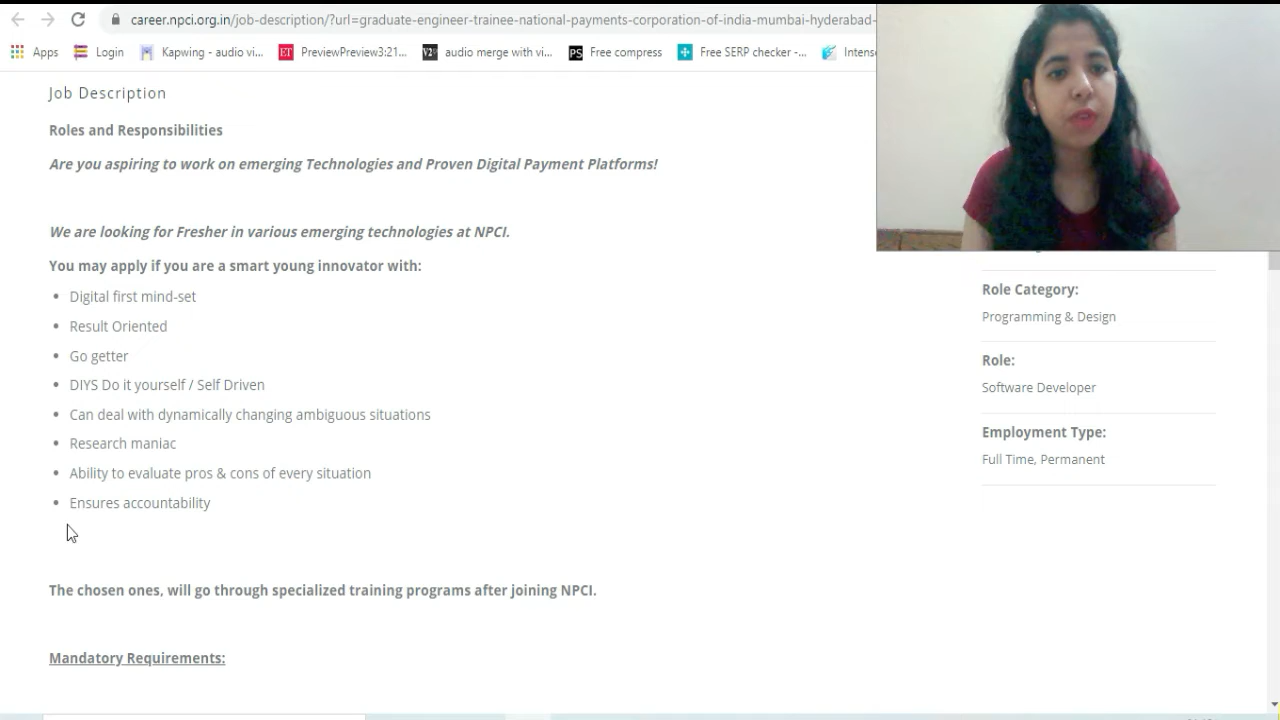 career.npci.org.in/job-description/?url=graduate-engineer-trainee-national-payments-corporation-of-india-mumbai-hyderabad-
Apps Login Kapwing - audio vi... ET PreviewPreview3:21... V2 audio merge with vi... PS Free compress Free SERP checker -... Intens
Job Description
Roles and Responsibilities
Are you aspiring to work on emerging Technologies and Proven Digital Payment Platforms!
We are looking for Fresher in various emerging technologies at NPCI.
You may apply if you are a smart young innovator with:
• Digital first mind-set
• Result Oriented
• Go getter
• DIYS Do it yourself / Self Driven
• Can deal with dynamically changing ambiguous situations
• Research maniac
• Ability to evaluate pros & cons of every situation
• Ensures accountability
The chosen ones, will go through specialized training programs after joining NPCI.
Mandatory Requirements:
Role Category:
Programming & Design
Role:
Software Developer
Employment Type:
Full Time, Permanent